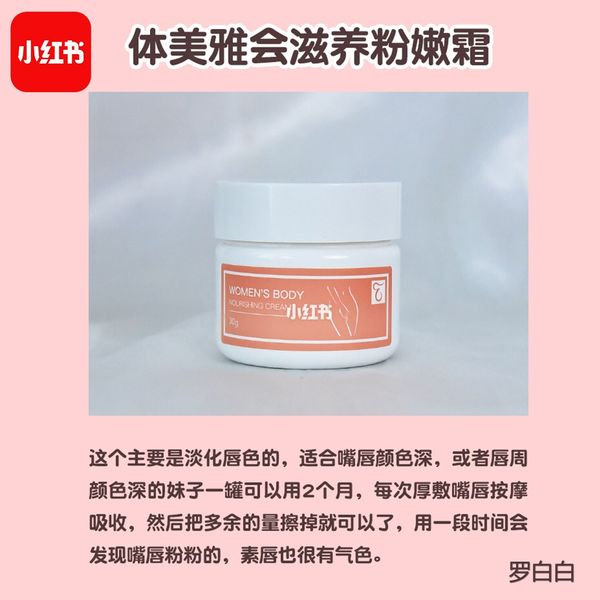 小红书
体美雅会滋养粉嫩霜
WOMEN'S BODY
NOURISHING CREAM
小红书
30g
这个主要是淡化唇色的，适合嘴唇颜色深，或者唇周
颜色深的妹子一罐可以用2个月，每次厚敷嘴唇按摩
吸收，然后把多余的量擦掉就可以了，用一段时间会
发现嘴唇粉粉的，素唇也很有气色。
罗白白